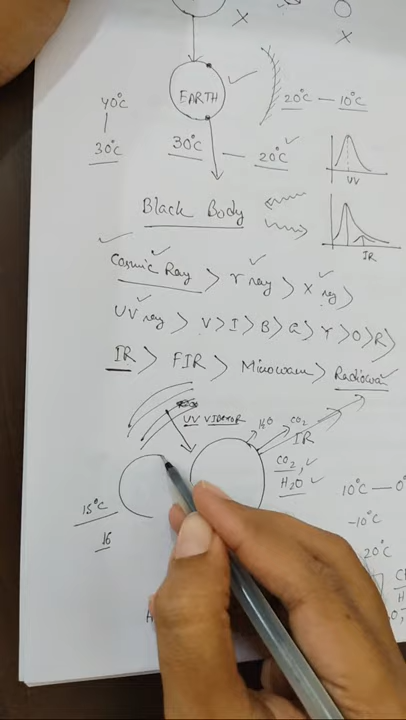 EARTH
40°C
20°C — 10°C
30°C
30°C — 20°C
UV
Black Body
IR
Cosmic Ray > γ ray > X ray >
UV ray > V > I > B > G > Y > O > R >
IR > FIR > Microwave > Radiowave
UV VIBGYOR
H2O
CO2
IR
CO2,
H2O
15°C
16
10°C — 0°
-10°C
20°C